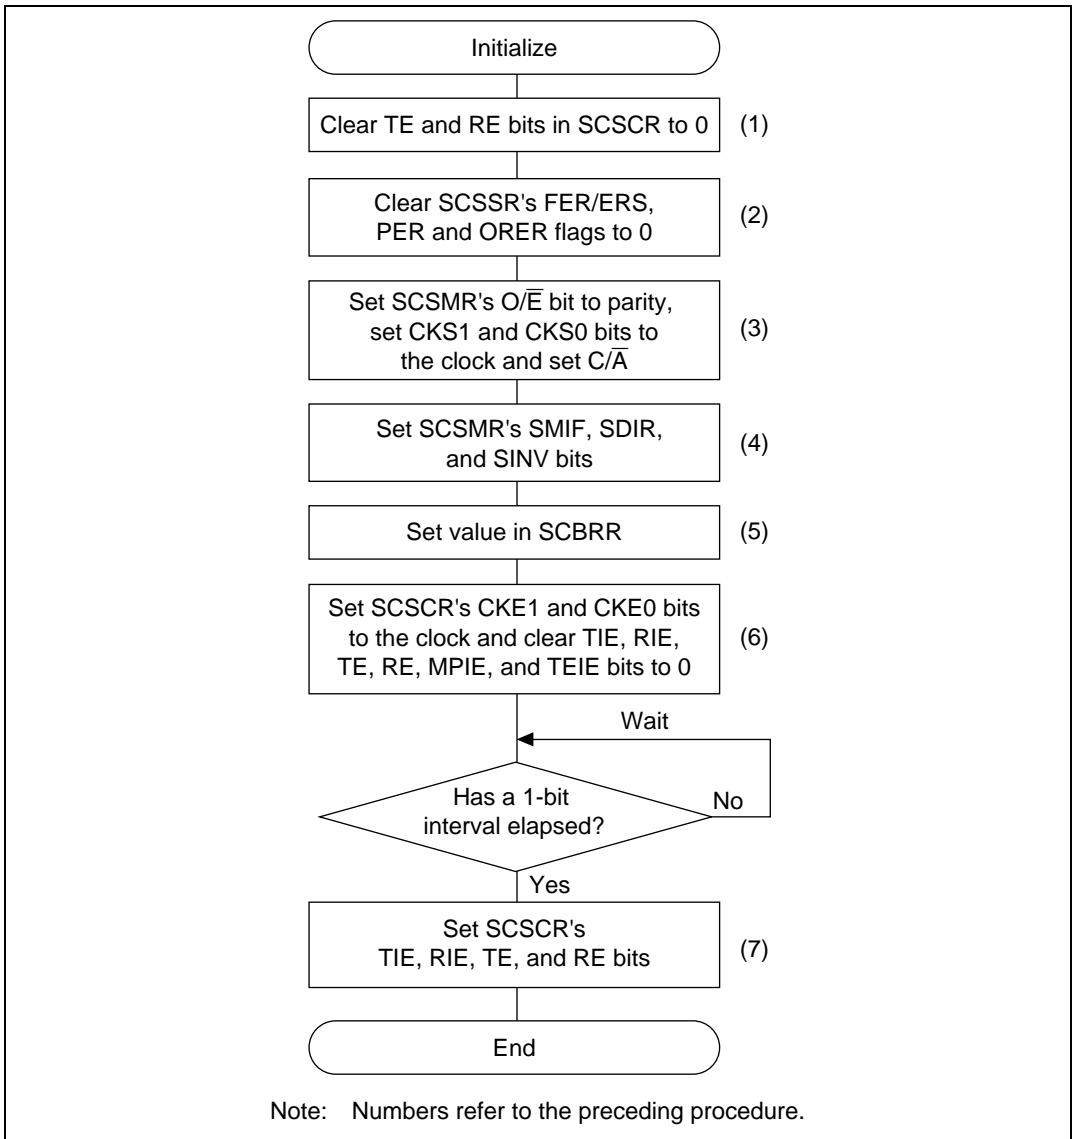 Initialize
Clear TE and RE bits in SCSCR to 0 (1)
Clear SCSSR's FER/ERS,
PER and ORER flags to 0
(2)
Set SCSMR's O/E̅ bit to parity,
set CKS1 and CKS0 bits to
the clock and set C/A̅
(3)
Set SCSMR's SMIF, SDIR,
and SINV bits
(4)
Set value in SCBRR (5)
Set SCSCR's CKE1 and CKE0 bits
to the clock and clear TIE, RIE,
TE, RE, MPIE, and TEIE bits to 0
(6)
Wait
Has a 1-bit
interval elapsed?
No
Yes
Set SCSCR's
TIE, RIE, TE, and RE bits
(7)
End
Note: Numbers refer to the preceding procedure.